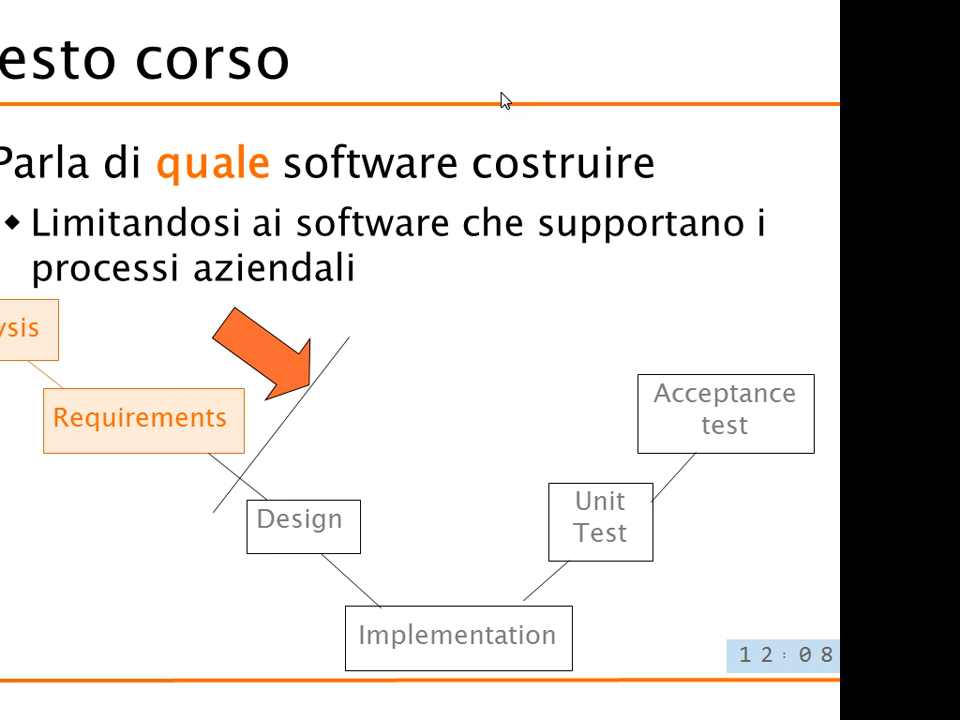 esto corso
Parla di quale software costruire
Limitandosi ai software che supportano i
processi aziendali
ysis
Requirements
Acceptance
test
Unit
Test
Design
Implementation
12:08